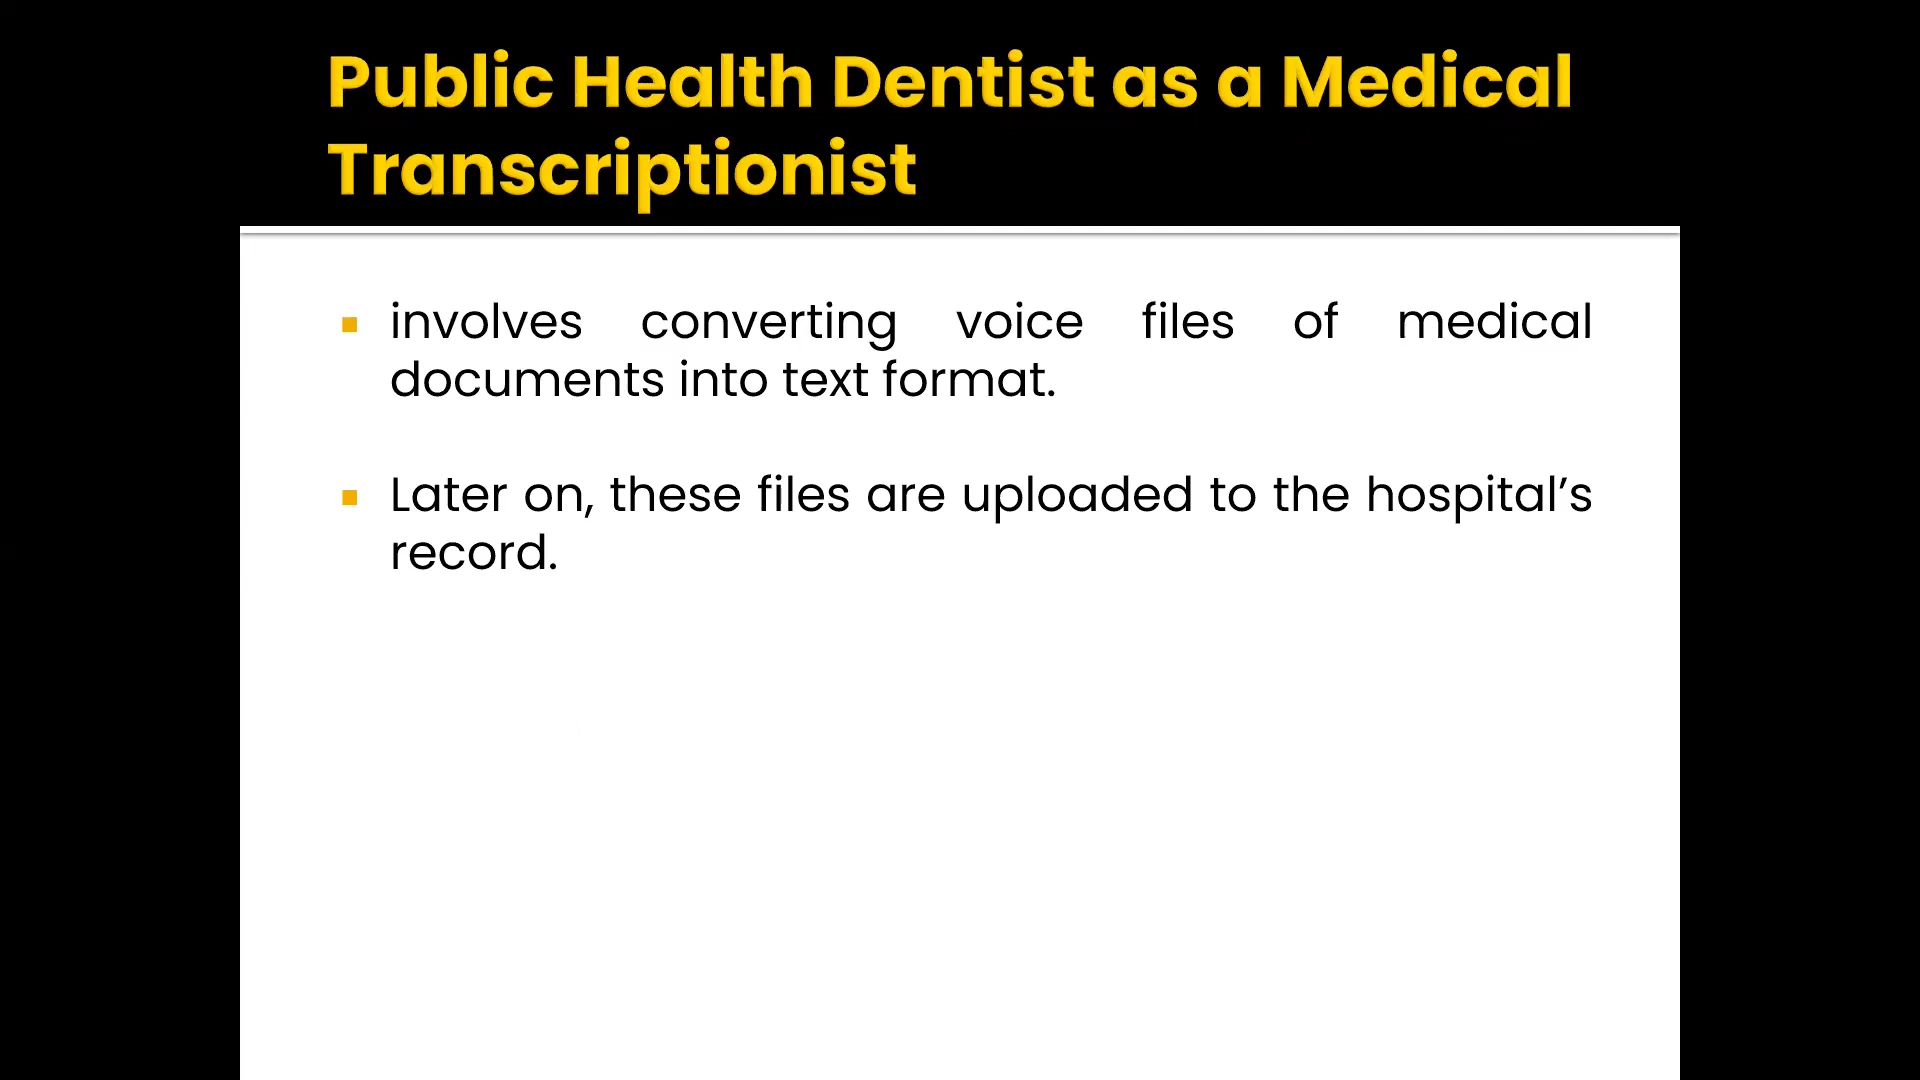 Public Health Dentist as a Medical
Transcriptionist
involves converting voice files of medical
documents into text format.
Later on, these files are uploaded to the hospital’s
record.